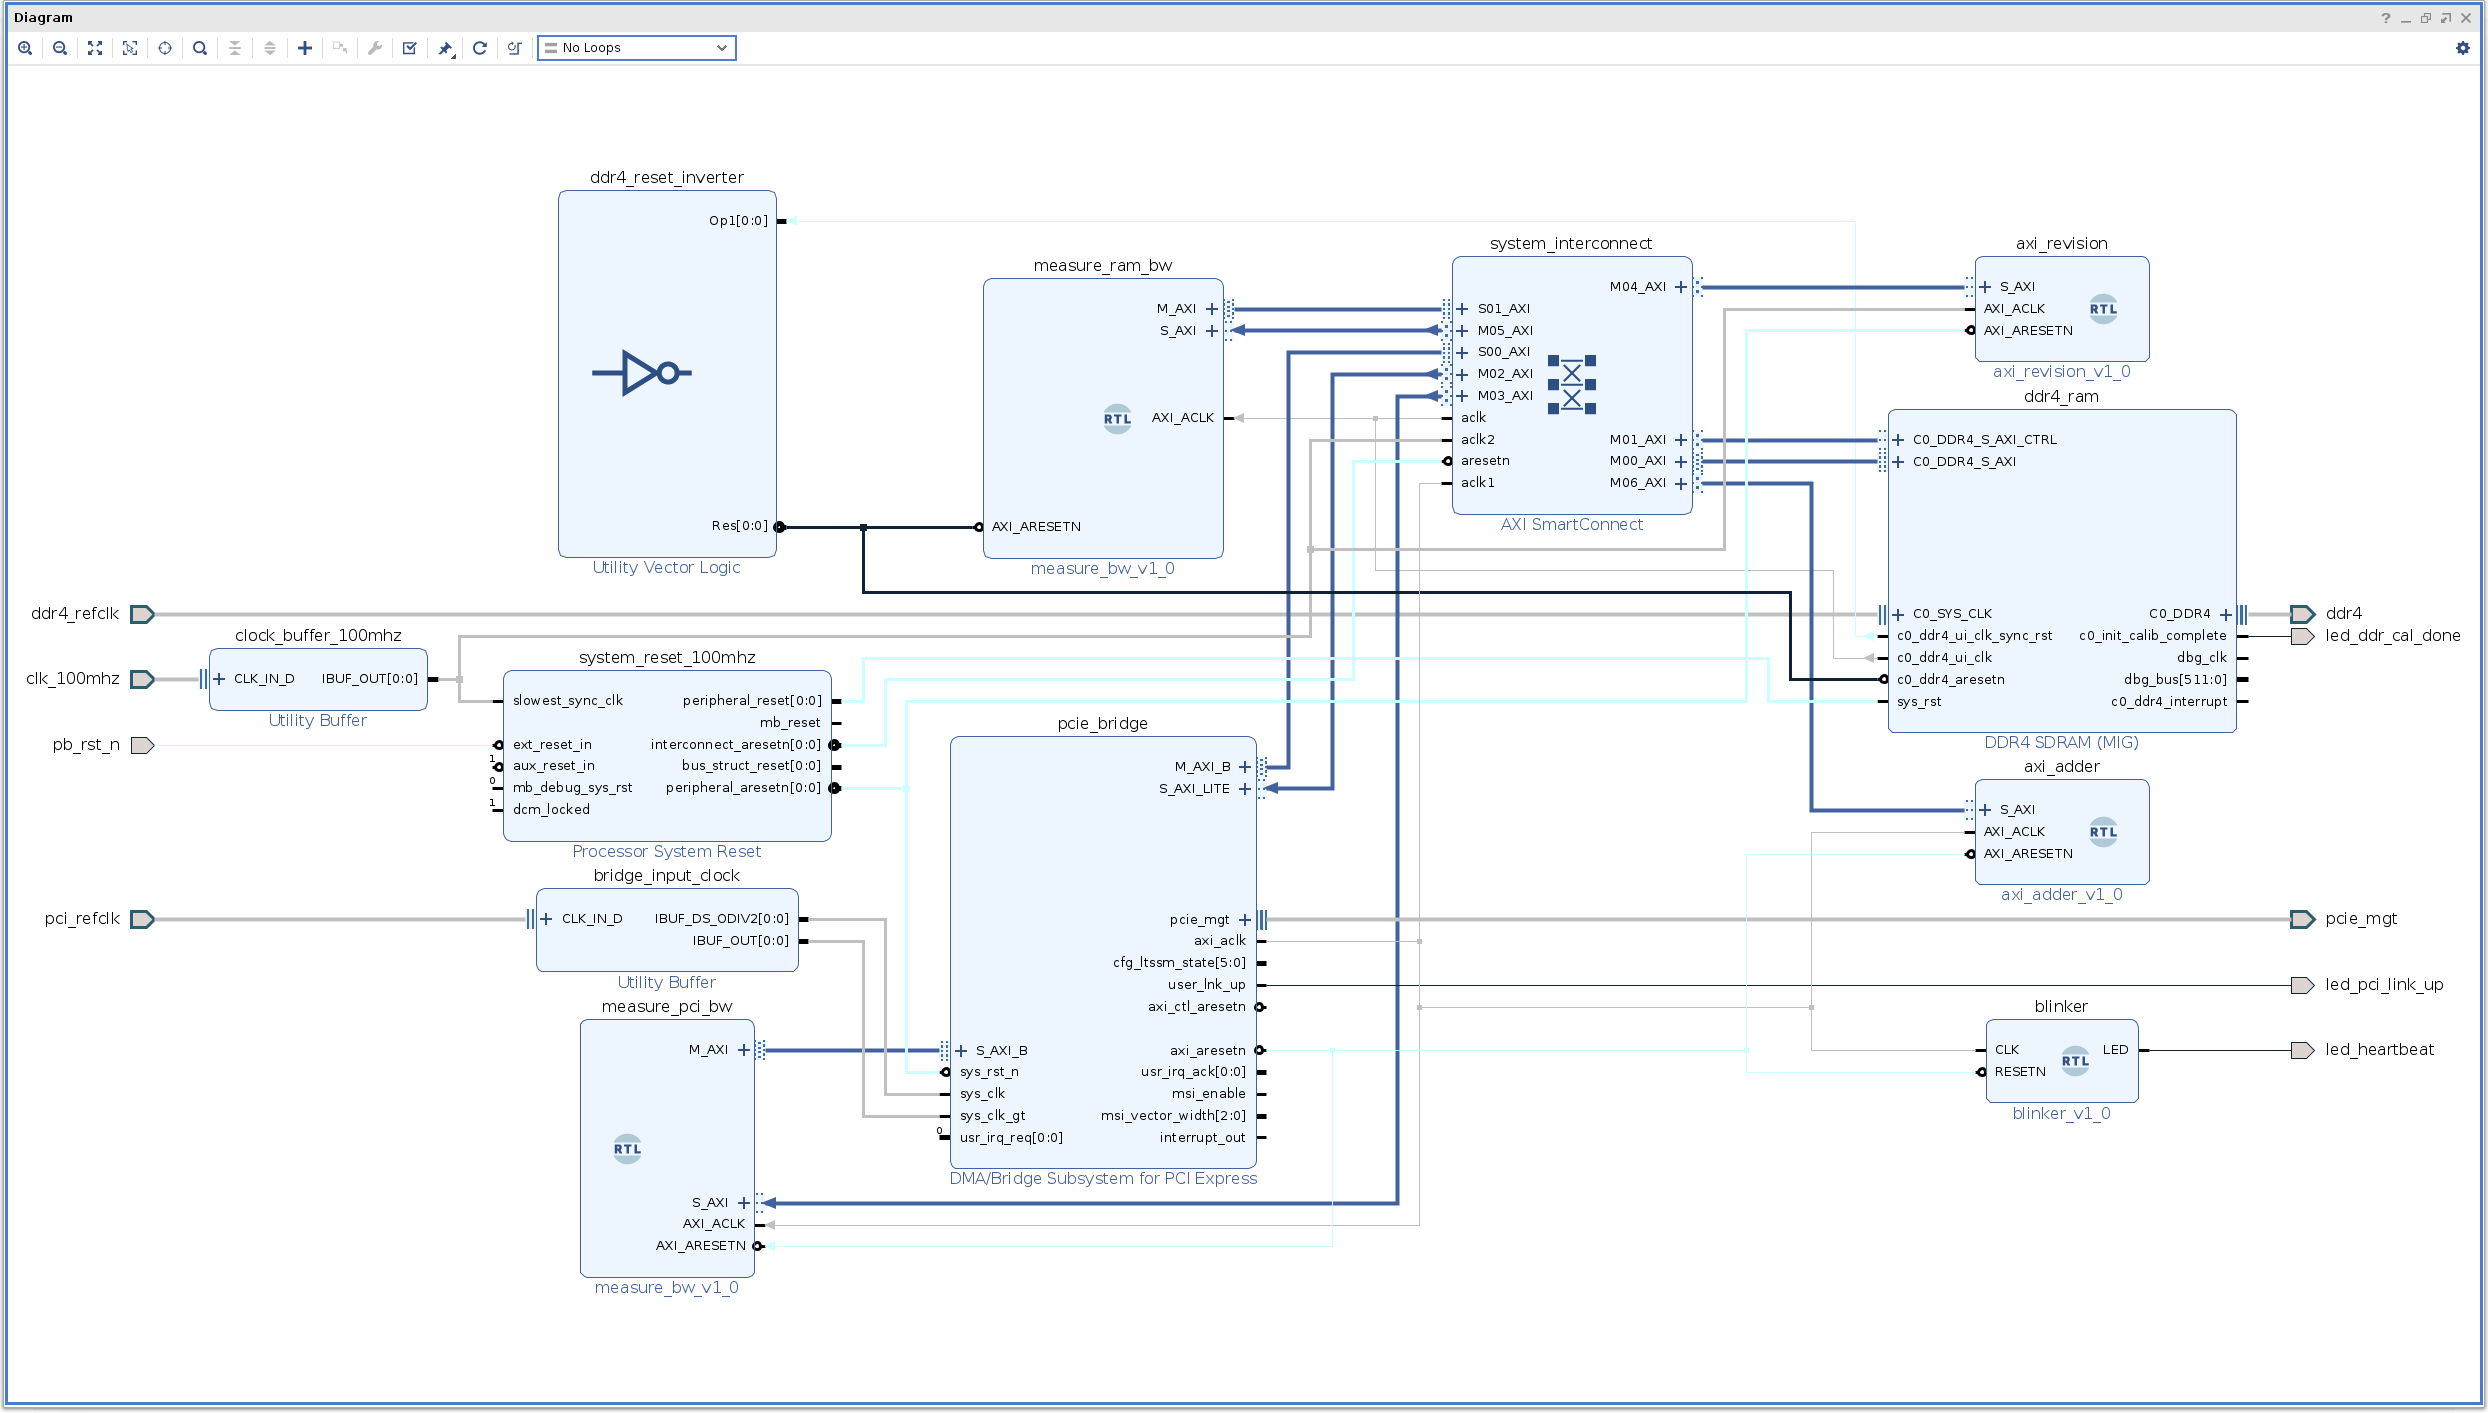 Diagram
No Loops
ddr4_reset_inverter
Op1[0:0]
Res[0:0]
Utility Vector Logic
measure_ram_bw
M_AXI
S_AXI
RTL
AXI_ACLK
AXI_ARESETN
measure_bw_v1_0
system_interconnect
M04_AXI
S01_AXI
M05_AXI
S00_AXI
M02_AXI
M03_AXI
aclk
aclk2
M01_AXI
aresetn
M00_AXI
aclk1
M06_AXI
AXI SmartConnect
axi_revision
S_AXI
AXI_ACLK
RTL
AXI_ARESETN
axi_revision_v1_0
ddr4_ram
C0_DDR4_S_AXI_CTRL
C0_DDR4_S_AXI
C0_SYS_CLK
C0_DDR4
c0_ddr4_ui_clk_sync_rst
c0_init_calib_complete
c0_ddr4_ui_clk
dbg_clk
c0_ddr4_aresetn
dbg_bus[511:0]
sys_rst
c0_ddr4_interrupt
DDR4 SDRAM (MIG)
ddr4
led_ddr_cal_done
ddr4_refclk
clock_buffer_100mhz
clk_100mhz
CLK_IN_D
IBUF_OUT[0:0]
Utility Buffer
pb_rst_n
system_reset_100mhz
slowest_sync_clk
peripheral_reset[0:0]
mb_reset
ext_reset_in
interconnect_aresetn[0:0]
1
aux_reset_in
bus_struct_reset[0:0]
0
mb_debug_sys_rst
peripheral_aresetn[0:0]
1
dcm_locked
Processor System Reset
bridge_input_clock
pci_refclk
CLK_IN_D
IBUF_DS_ODIV2[0:0]
IBUF_OUT[0:0]
Utility Buffer
measure_pci_bw
M_AXI
RTL
S_AXI
AXI_ACLK
AXI_ARESETN
measure_bw_v1_0
pcie_bridge
M_AXI_B
S_AXI_LITE
pcie_mgt
axi_aclk
cfg_ltssm_state[5:0]
user_lnk_up
axi_ctl_aresetn
S_AXI_B
axi_aresetn
sys_rst_n
usr_irq_ack[0:0]
sys_clk
msi_enable
sys_clk_gt
msi_vector_width[2:0]
0
usr_irq_req[0:0]
interrupt_out
DMA/Bridge Subsystem for PCI Express
axi_adder
S_AXI
AXI_ACLK
RTL
AXI_ARESETN
axi_adder_v1_0
pcie_mgt
led_pci_link_up
blinker
CLK
LED
RTL
RESETN
blinker_v1_0
led_heartbeat